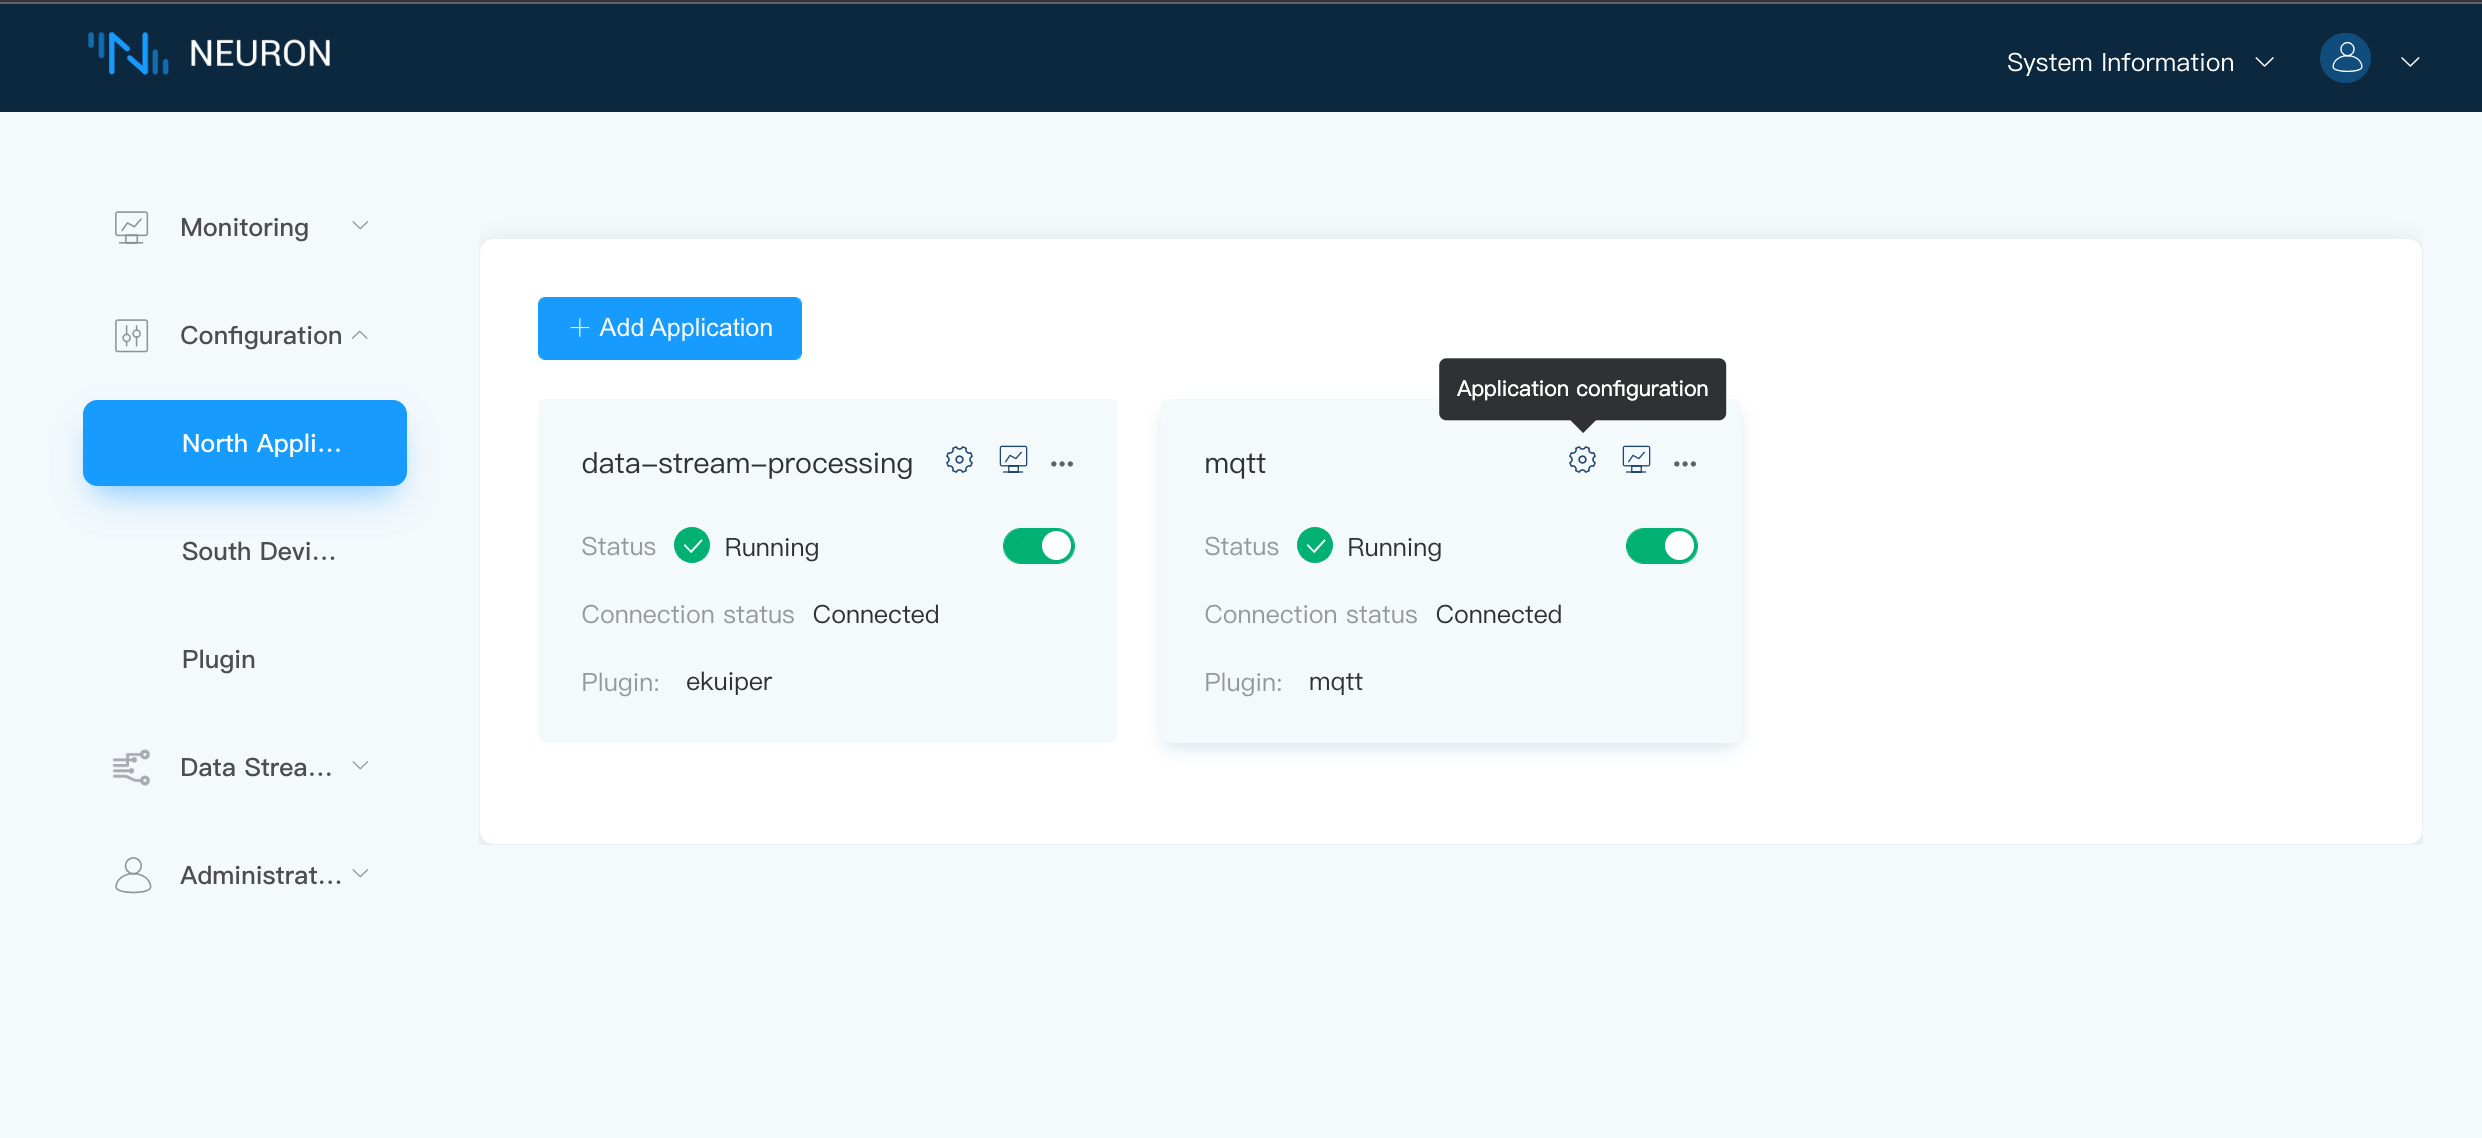 NEURON
System Information
Monitoring
Configuration
North Appli...
South Devi...
Plugin
Data Strea...
Administrat...
Add Application
Application configuration
data-stream-processing
Status Running
Connection status Connected
Plugin: ekuiper
mqtt
Status Running
Connection status Connected
Plugin: mqtt